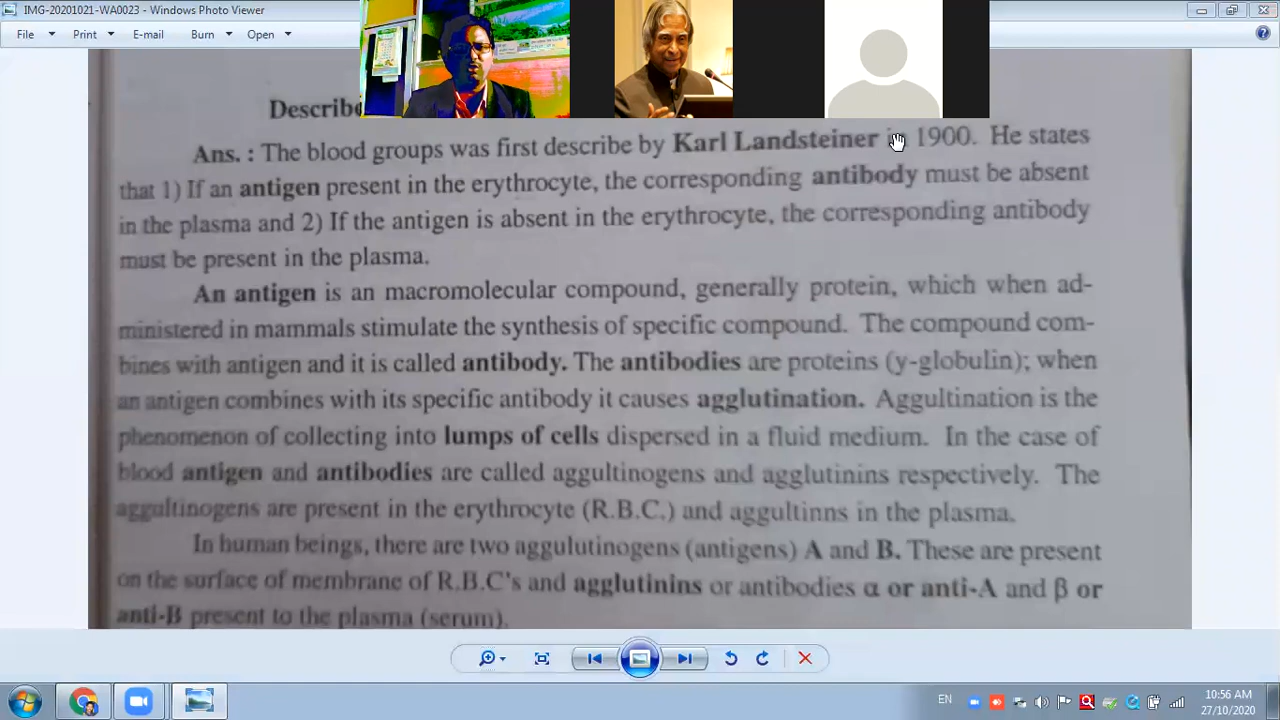 IMG-20201021-WA0023 - Windows Photo Viewer
File Print E-mail Burn Open
Describe
Ans. : The blood groups was first describe by Karl Landsteiner 1900. He states
that 1) If an antigen present in the erythrocyte, the corresponding antibody must be absent
in the plasma and 2) If the antigen is absent in the erythrocyte, the corresponding antibody
must be present in the plasma.
An antigen is an macromolecular compound, generally protein, which when ad-
ministered in mammals stimulate the synthesis of specific compound. The compound com-
bines with antigen and it is called antibody. The antibodies are proteins (y-globulin); when
an antigen combines with its specific antibody it causes agglutination. Aggultination is the
phenomenon of collecting into lumps of cells dispersed in a fluid medium. In the case of
blood antigen and antibodies are called aggultinogens and agglutinins respectively. The
aggultinogens are present in the erythrocyte (R.B.C.) and aggultinns in the plasma.
In human beings, there are two aggulutinogens (antigens) A and B. These are present
on the surface of membrane of R.B.C's and agglutinins or antibodies α or anti-A and β or
anti-B present to the plasma (serum).
EN
10:56 AM
27/10/2020